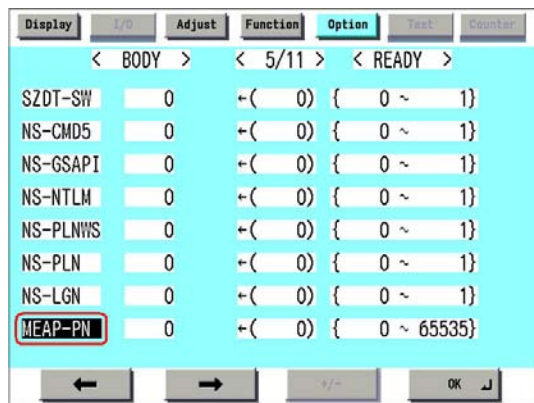 Display I/O Adjust Function Option Test Counter
< BODY > < 5/11 > < READY >
SZDT-SW 0 ←( 0) { 0 ~ 1}
NS-CMD5 0 ←( 0) { 0 ~ 1}
NS-GSAPI 0 ←( 0) { 0 ~ 1}
NS-NTLM 0 ←( 0) { 0 ~ 1}
NS-PLNWS 0 ←( 0) { 0 ~ 1}
NS-PLN 0 ←( 0) { 0 ~ 1}
NS-LGN 0 ←( 0) { 0 ~ 1}
MEAP-PN 0 ←( 0) { 0 ~ 65535}
← → +/- OK ↵